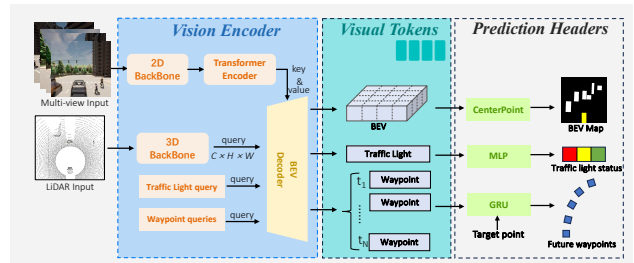 Vision Encoder
Visual Tokens
Prediction Headers
Multi-view Input
2D
BackBone
Transformer
Encoder
key
&
value
LiDAR Input
3D
BackBone
query
C × H × W
Traffic Light query
query
Waypoint queries
query
BEV
Decoder
BEV
Traffic Light
t1
Waypoint
Waypoint
tN
Waypoint
CenterPoint
BEV Map
MLP
Traffic light status
GRU
Target point
Future waypoints